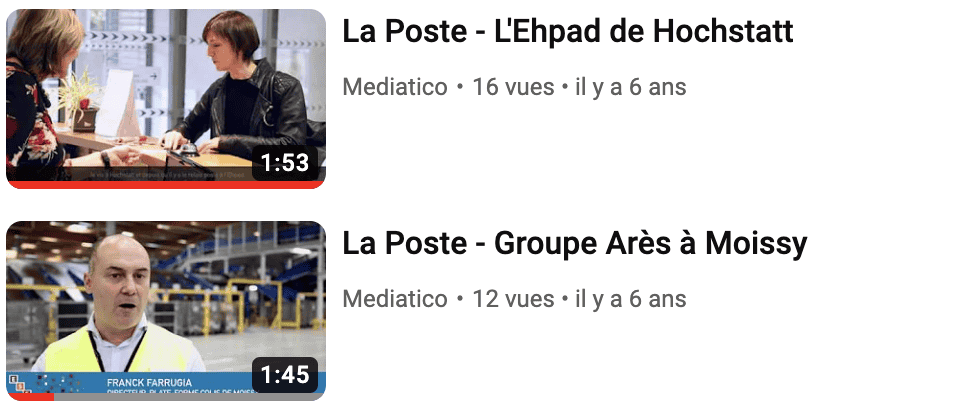 La Poste - L'Ehpad de Hochstatt
Mediatico • 16 vues • il y a 6 ans
1:53
La Poste - Groupe Arès à Moissy
Mediatico • 12 vues • il y a 6 ans
1:45
FRANCK FARRUGIA
DIRECTEUR, PLATE-FORME COLIS DE